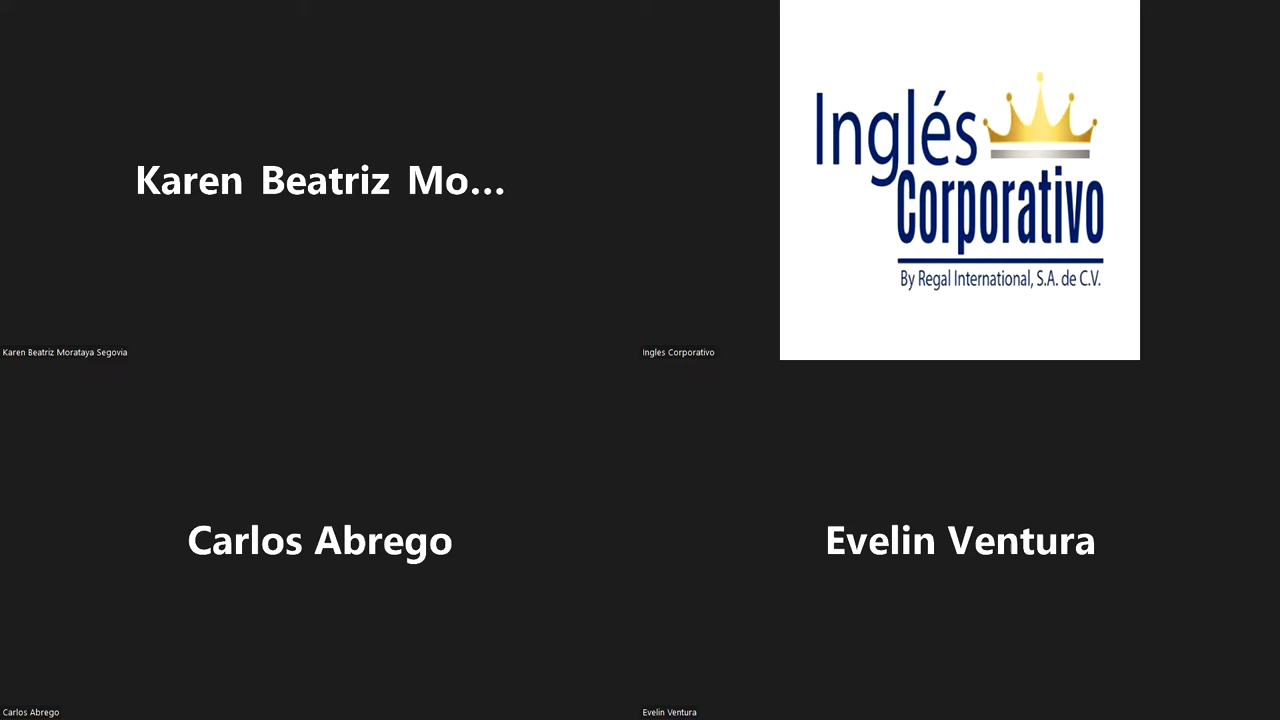 Karen Beatriz Mo...
Karen Beatriz Morataya Segovia
Inglés
Corporativo
By Regal International, S.A. de C.V.
Ingles Corporativo
Carlos Abrego
Carlos Abrego
Evelin Ventura
Evelin Ventura